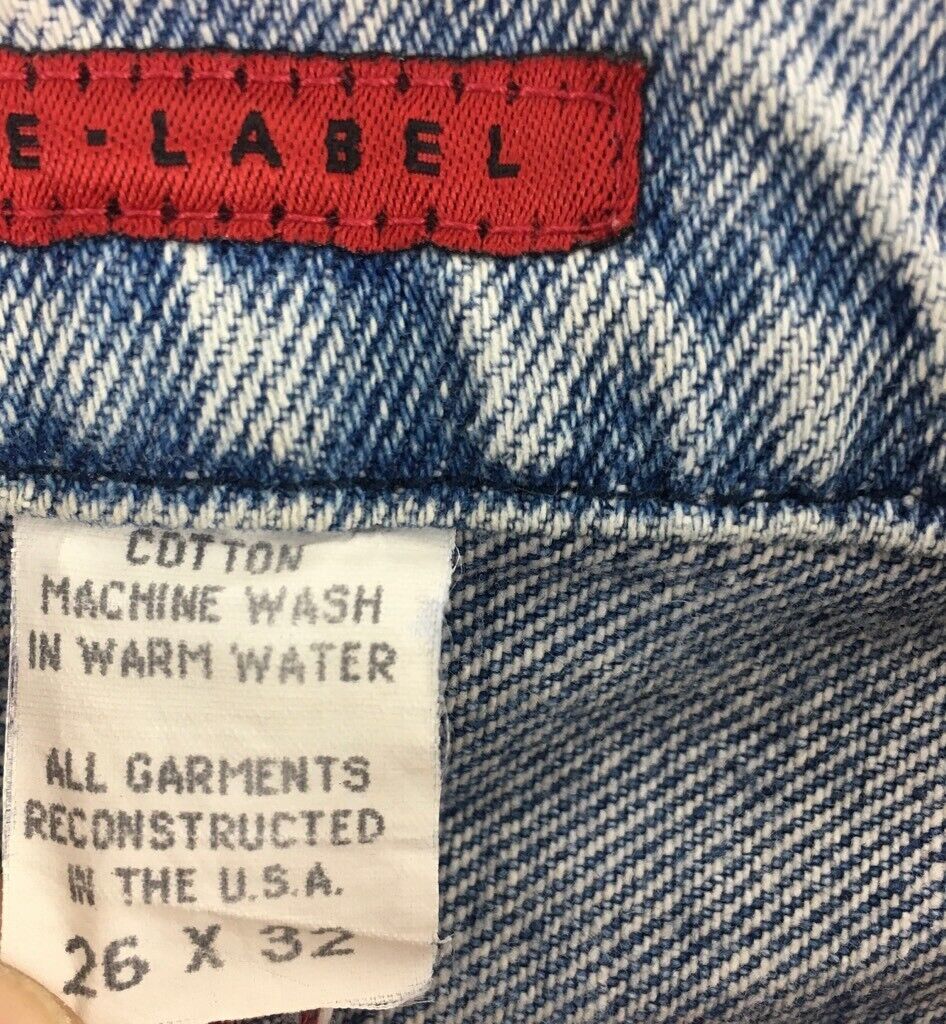 E-LABEL
COTTON
MACHINE WASH
IN WARM WATER
ALL GARMENTS
RECONSTRUCTED
IN THE U.S.A.
26 X 32